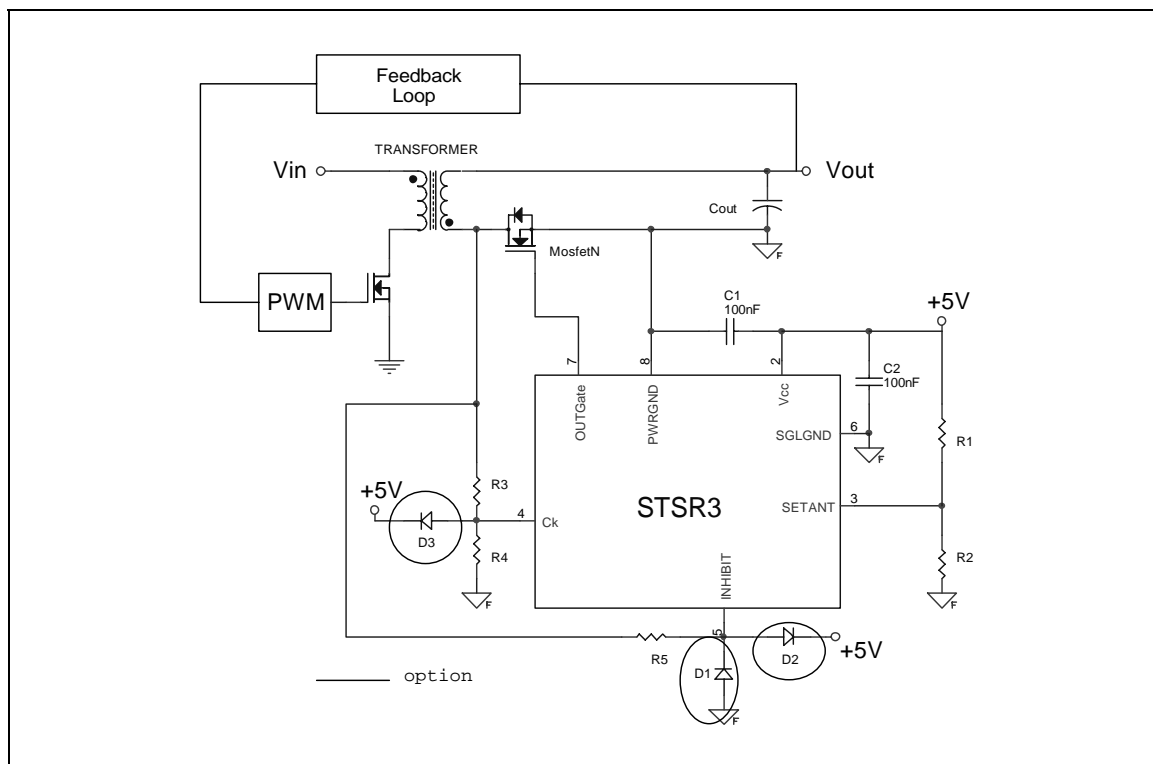 Feedback
Loop
TRANSFORMER
Vin
Vout
Cout
F
MosfetN
PWM
C1
100nF
+5V
7
8
2
C2
100nF
OUTGate
PWRGND
Vcc
SGLGND
6
F
R1
R3
+5V
STSR3
SETANT
3
4
Ck
D3
R4
R2
INHIBIT
F
F
5
R5
D1
D2
+5V
option
F